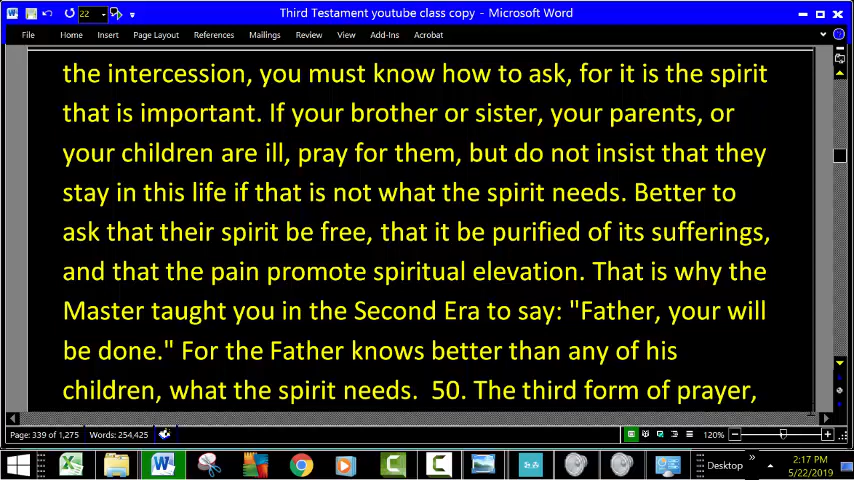 22
Third Testament youtube class copy - Microsoft Word
File Home Insert Page Layout References Mailings Review View Add-Ins Acrobat
the intercession, you must know how to ask, for it is the spirit
that is important. If your brother or sister, your parents, or
your children are ill, pray for them, but do not insist that they
stay in this life if that is not what the spirit needs. Better to
ask that their spirit be free, that it be purified of its sufferings,
and that the pain promote spiritual elevation. That is why the
Master taught you in the Second Era to say: "Father, your will
be done." For the Father knows better than any of his
children, what the spirit needs.  50. The third form of prayer,
Page: 339 of 1,275 Words: 254,425 120%
Desktop
2:17 PM
5/22/2019